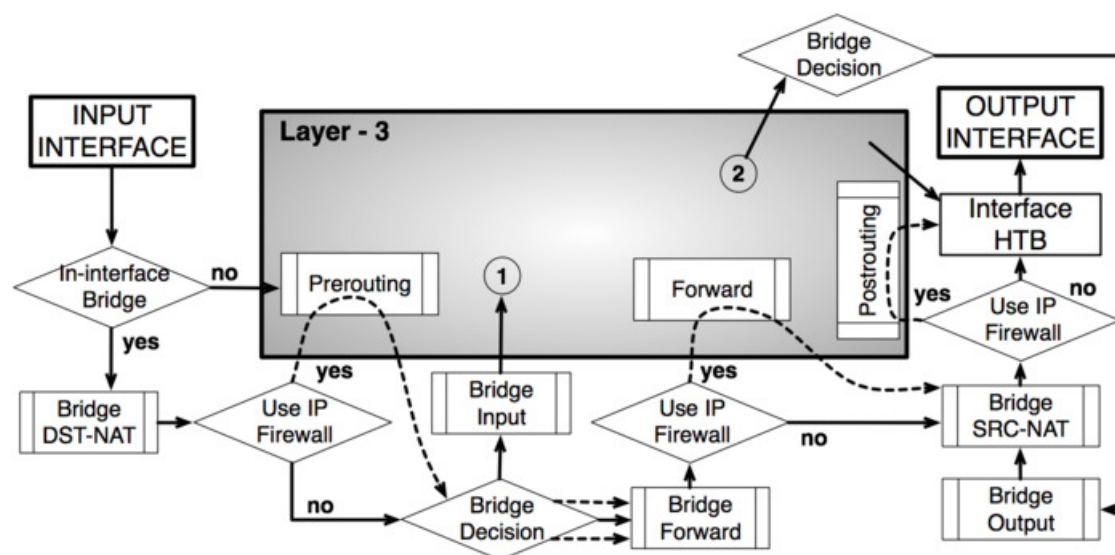 Bridge
Decision
INPUT
INTERFACE
Layer - 3
OUTPUT
INTERFACE
2
Postrouting
Interface
HTB
In-interface
Bridge
no
Prerouting
1
Forward
yes
no
Use IP
Firewall
yes
Bridge
DST-NAT
yes
Use IP
Firewall
Bridge
Input
yes
Use IP
Firewall
no
Bridge
SRC-NAT
no
Bridge
Decision
Bridge
Forward
Bridge
Output